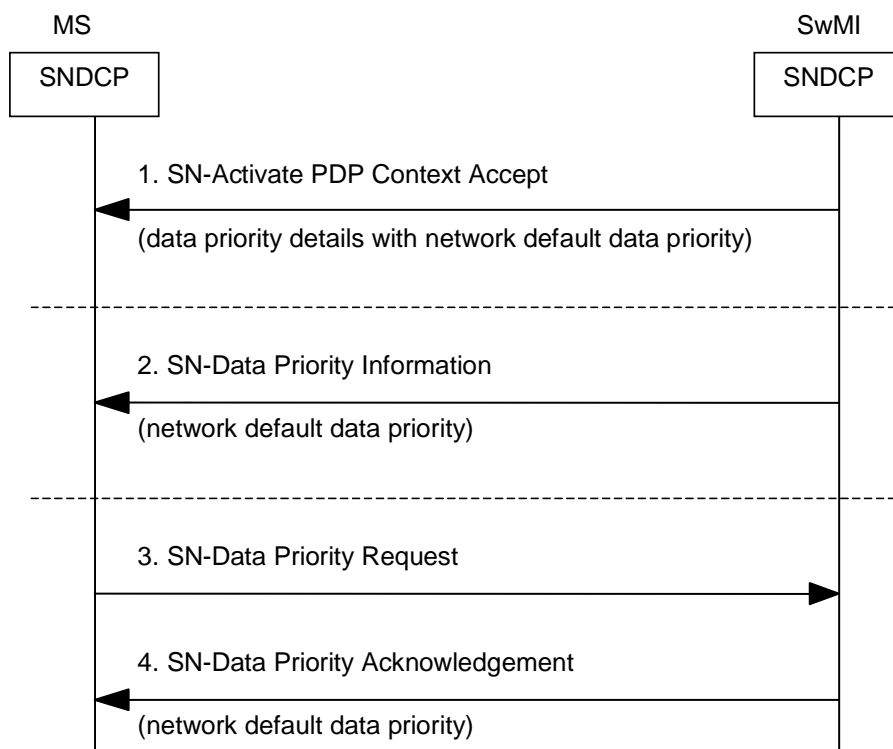 MS
SwMI
SNDCP
SNDCP
1. SN-Activate PDP Context Accept
(data priority details with network default data priority)
2. SN-Data Priority Information
(network default data priority)
3. SN-Data Priority Request
4. SN-Data Priority Acknowledgement
(network default data priority)